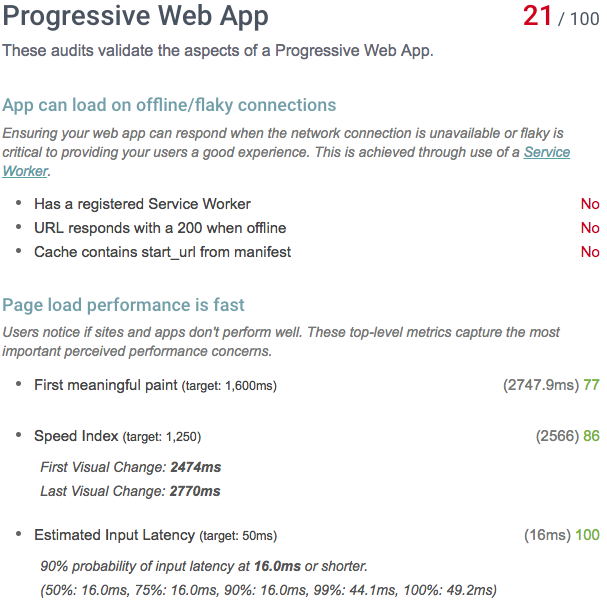 Progressive Web App 21 / 100
These audits validate the aspects of a Progressive Web App.
App can load on offline/flaky connections
Ensuring your web app can respond when the network connection is unavailable or flaky is
critical to providing your users a good experience. This is achieved through use of a Service
Worker.
• Has a registered Service Worker No
• URL responds with a 200 when offline No
• Cache contains start_url from manifest No
Page load performance is fast
Users notice if sites and apps don't perform well. These top-level metrics capture the most
important perceived performance concerns.
• First meaningful paint (target: 1,600ms) (2747.9ms) 77
• Speed Index (target: 1,250) (2566) 86
First Visual Change: 2474ms
Last Visual Change: 2770ms
• Estimated Input Latency (target: 50ms) (16ms) 100
90% probability of input latency at 16.0ms or shorter.
(50%: 16.0ms, 75%: 16.0ms, 90%: 16.0ms, 99%: 44.1ms, 100%: 49.2ms)